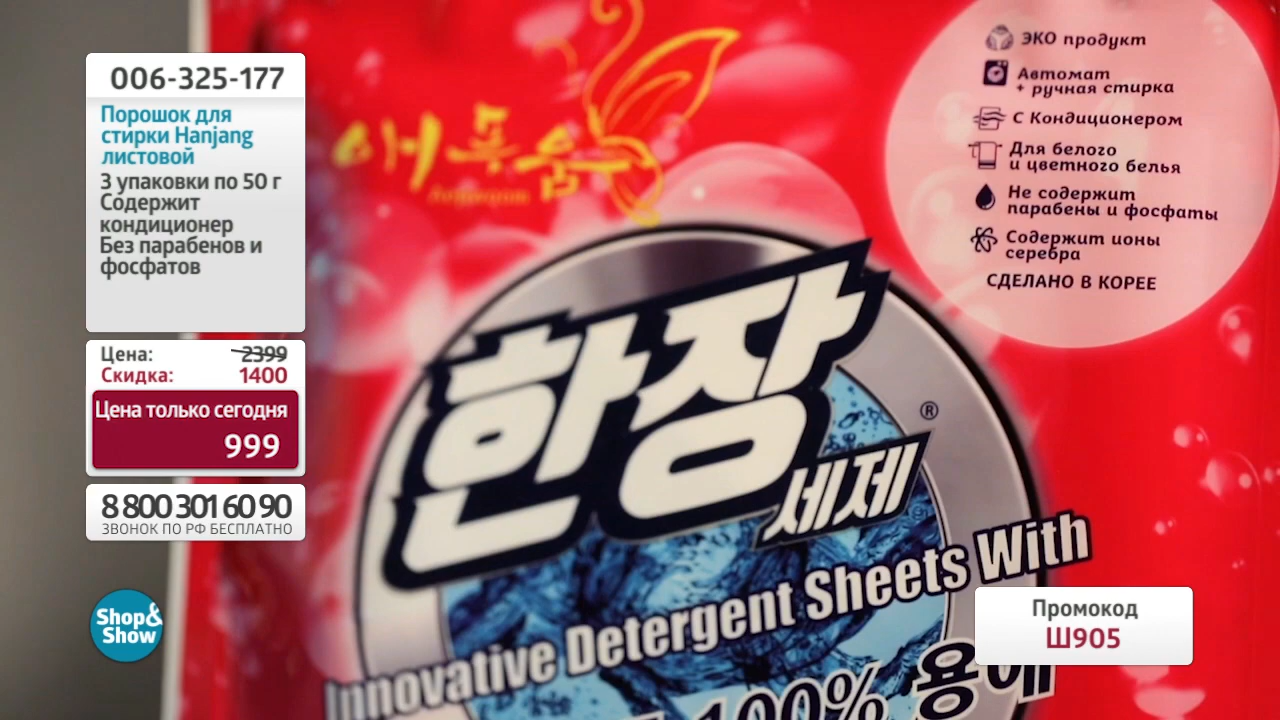 006-325-177
Порошок для
стирки Hanjang
листовой
3 упаковки по 50 г
Содержит
кондиционер
Без парабенов и
фосфатов
Цена: 2399
Скидка: 1400
Цена только сегодня
999
8 800 301 60 90
ЗВОНОК ПО РФ БЕСПЛАТНО
Shop&
Show
ЭКО продукт
Автомат
+ ручная стирка
С Кондиционером
Для белого
и цветного белья
Не содержит
парабены и фосфаты
Содержит ионы
серебра
СДЕЛАНО В КОРЕЕ
한장
세제
®
Innovative Detergent Sheets With
100% 용해
Промокод
Ш905